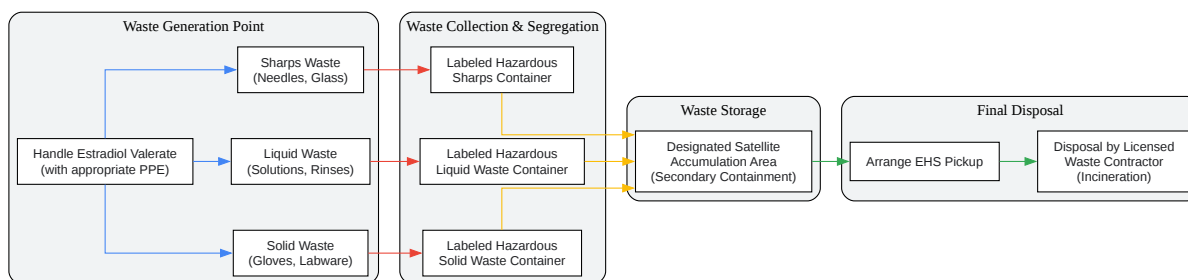 Waste Generation Point
Handle Estradiol Valerate
(with appropriate PPE)
Sharps Waste
(Needles, Glass)
Liquid Waste
(Solutions, Rinses)
Solid Waste
(Gloves, Labware)
Waste Collection & Segregation
Labeled Hazardous
Sharps Container
Labeled Hazardous
Liquid Waste Container
Labeled Hazardous
Solid Waste Container
Waste Storage
Designated Satellite
Accumulation Area
(Secondary Containment)
Final Disposal
Arrange EHS Pickup
Disposal by Licensed
Waste Contractor
(Incineration)